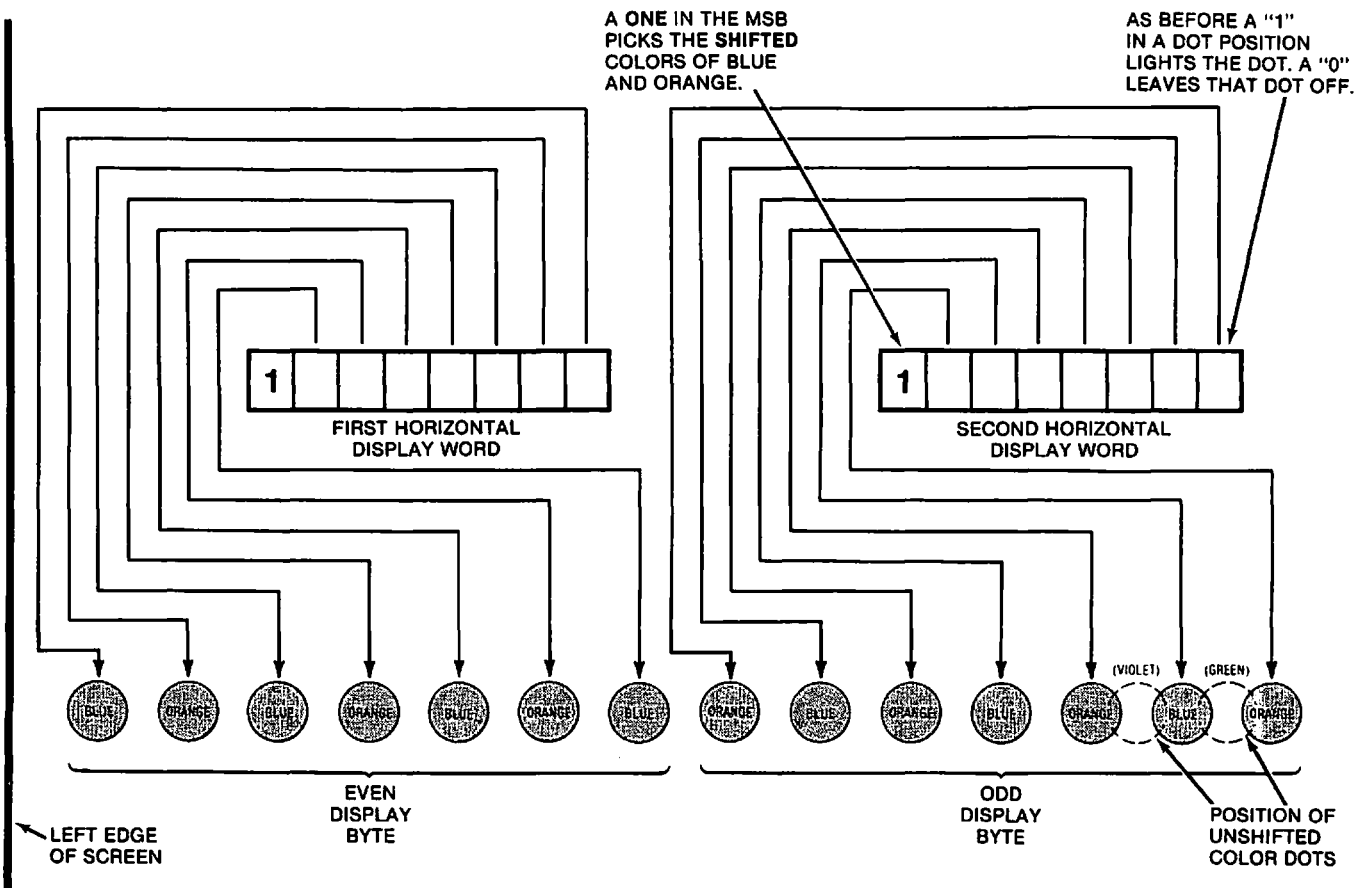 A ONE IN THE MSB
PICKS THE SHIFTED
COLORS OF BLUE
AND ORANGE.
AS BEFORE A "1"
IN A DOT POSITION
LIGHTS THE DOT. A "0"
LEAVES THAT DOT OFF.
1
1
FIRST HORIZONTAL
DISPLAY WORD
SECOND HORIZONTAL
DISPLAY WORD
(VIOLET) (GREEN)
BLUE ORANGE BLUE ORANGE BLUE ORANGE BLUE ORANGE BLUE ORANGE BLUE ORANGE BLUE ORANGE
EVEN
DISPLAY
BYTE
ODD
DISPLAY
BYTE
LEFT EDGE
OF SCREEN
POSITION OF
UNSHIFTED
COLOR DOTS